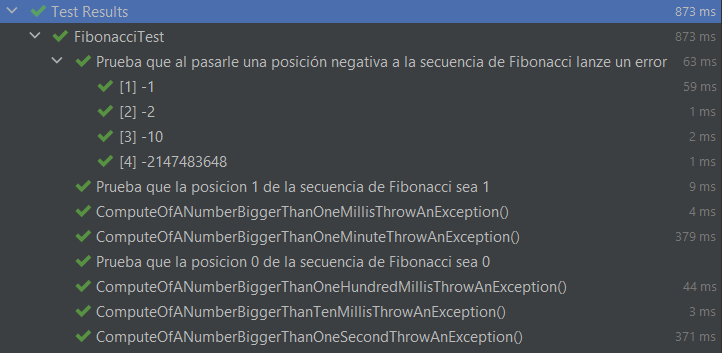 Test Results 873 ms
FibonacciTest 873 ms
Prueba que al pasarle una posición negativa a la secuencia de Fibonacci lanze un error 63 ms
[1] -1 59 ms
[2] -2 1 ms
[3] -10 2 ms
[4] -2147483648 1 ms
Prueba que la posicion 1 de la secuencia de Fibonacci sea 1 9 ms
ComputeOfANumberBiggerThanOneMillisThrowAnException() 4 ms
ComputeOfANumberBiggerThanOneMinuteThrowAnException() 379 ms
Prueba que la posicion 0 de la secuencia de Fibonacci sea 0
ComputeOfANumberBiggerThanOneHundredMillisThrowAnException() 44 ms
ComputeOfANumberBiggerThanTenMillisThrowAnException() 3 ms
ComputeOfANumberBiggerThanOneSecondThrowAnException() 371 ms